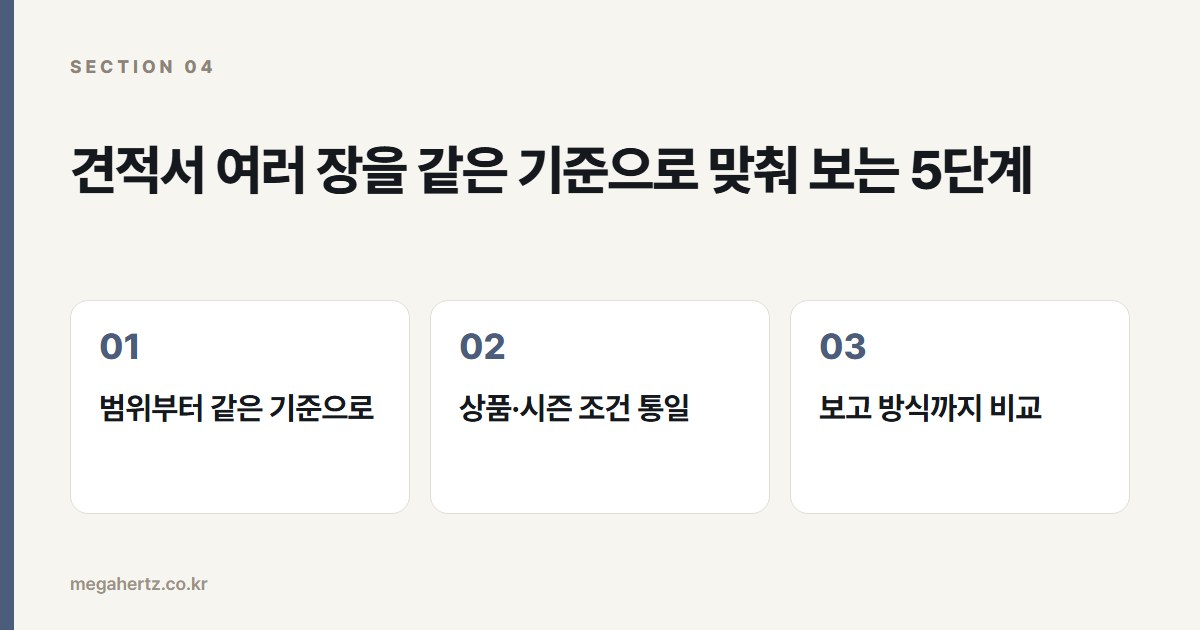 SECTION 04
견적서 여러 장을 같은 기준으로 맞춰 보는 5단계
01
범위부터 같은 기준으로
02
상품·시즌 조건 통일
03
보고 방식까지 비교
megahertz.co.kr